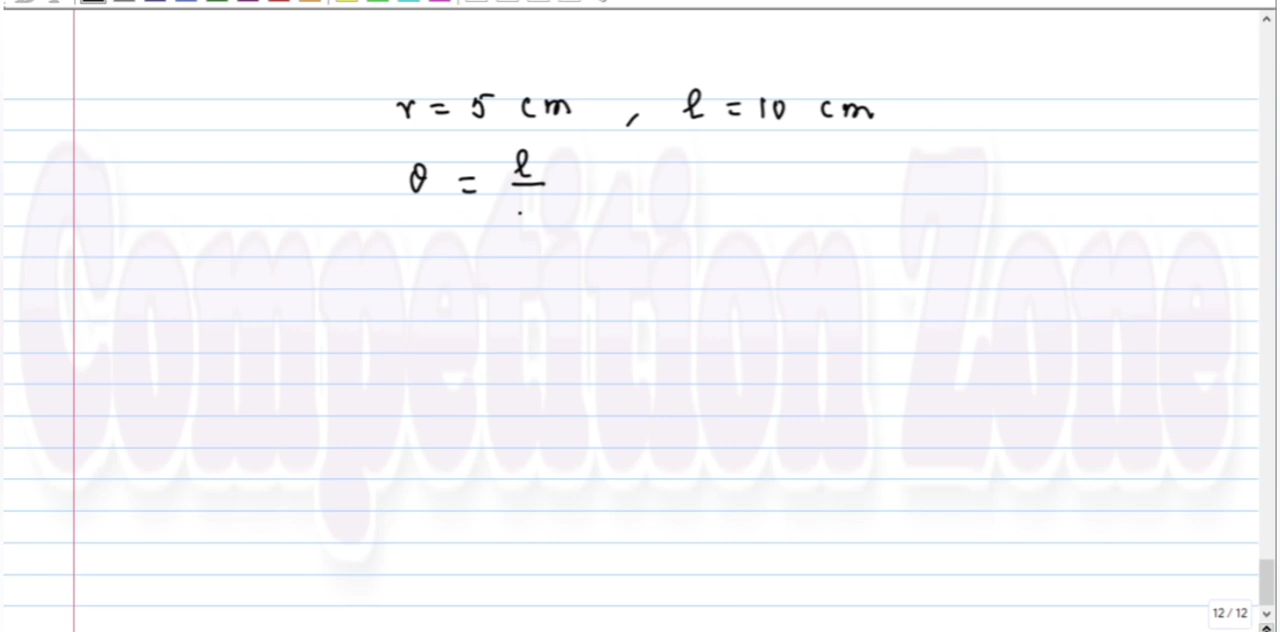 r = 5 cm , l = 10 cm
θ = l/
Competition Zone
12 / 12